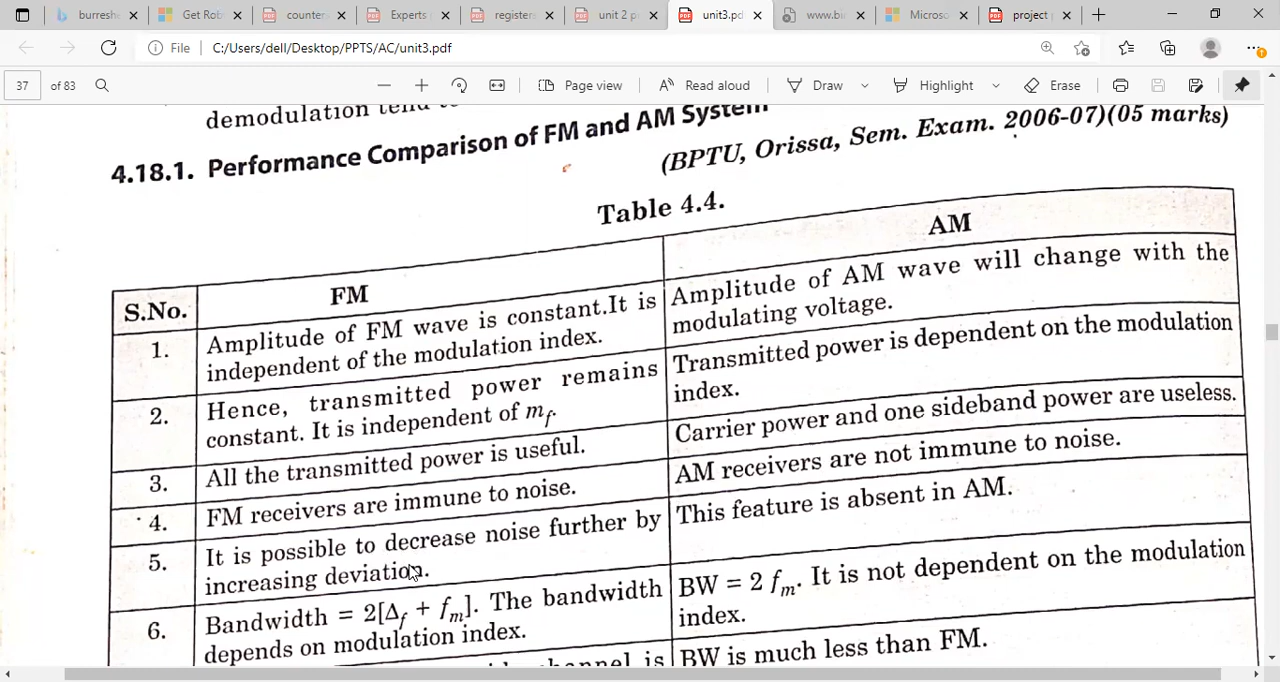 burresh
Get Rob
counter
Experts
registers
unit 2 p
unit3.pd
www.bi
Microso
project
File C:/Users/dell/Desktop/PPTS/AC/unit3.pdf
37 of 83 Page view Read aloud Draw Highlight Erase
demodulation
4.18.1. Performance Comparison of FM and AM System
(BPTU, Orissa, Sem. Exam. 2006-07)(05 marks)
Table 4.4.
S.No. FM AM
1. Amplitude of FM wave is constant.It is
independent of the modulation index.
Amplitude of AM wave will change with the
modulating voltage.
2. Hence, transmitted power remains
constant. It is independent of mf.
Transmitted power is dependent on the modulation
index.
3. All the transmitted power is useful.
Carrier power and one sideband power are useless.
4. FM receivers are immune to noise.
AM receivers are not immune to noise.
5. It is possible to decrease noise further by
increasing deviation.
This feature is absent in AM.
6. Bandwidth = 2[Δf + fm]. The bandwidth
depends on modulation index.
BW = 2 fm. It is not dependent on the modulation
index.
is
BW is much less than FM.